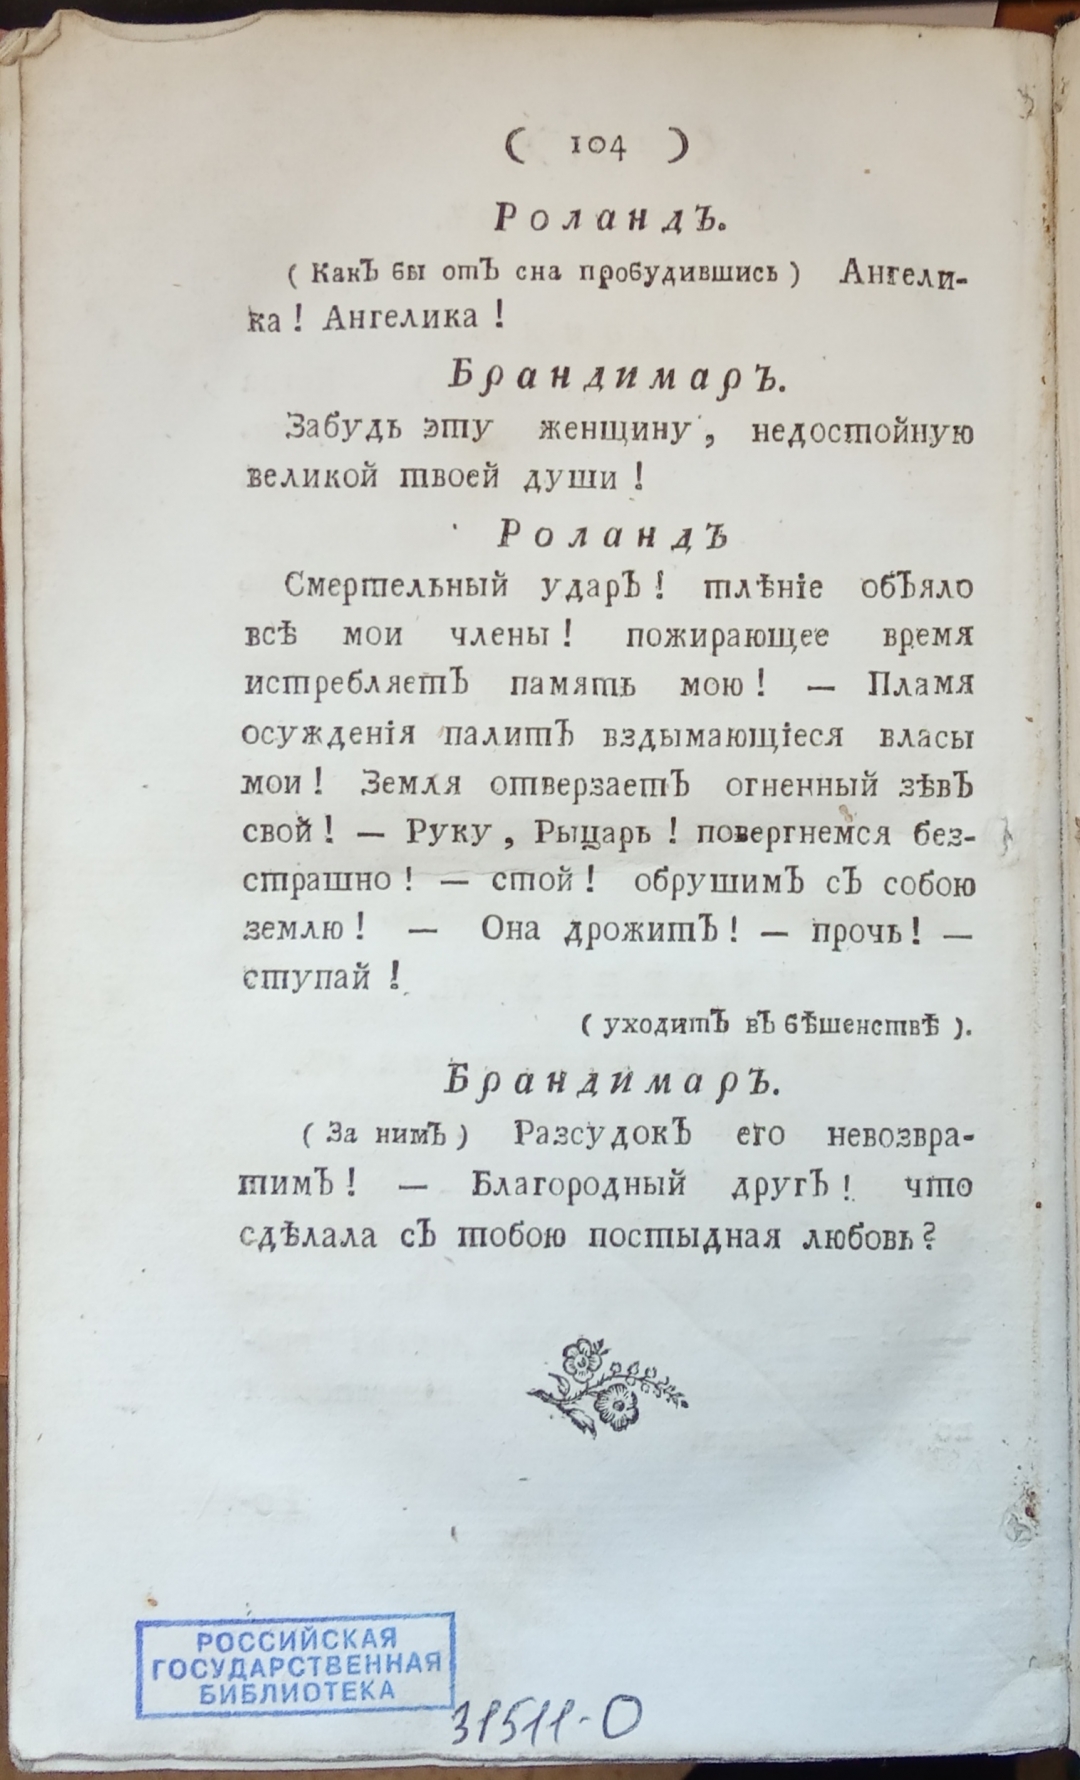 ( 104 )
Роландъ.
( Какъ бы отъ сна пробудившись ) Ангели-
ка ! Ангелика !
Брандимаръ.
Забудь эту женщину , недостойную
великой твоей души !
Роландъ
Смертельный ударъ ! тлѣніе объяло
всѣ мои члены ! пожирающее время
истребляетъ память мою ! — Пламя
осужденія палитъ вздымающіеся власы
мои ! Земля отверзаетъ огненный зѣвъ
свой ! — Руку , Рыцарь ! повергнемся без-
страшно ! — стой ! обрушимъ съ собою
землю ! — Она дрожитъ ! — прочь ! —
ступай !
( уходитъ въ бѣшенствѣ ).
Брандимаръ.
( За нимъ ) Разсудокъ его невозвра-
тимъ ! — Благородный другъ ! что
сдѣлала съ тобою постыдная любовь ?
РОССИЙСКАЯ
ГОСУДАРСТВЕННАЯ
БИБЛИОТЕКА
31511-0